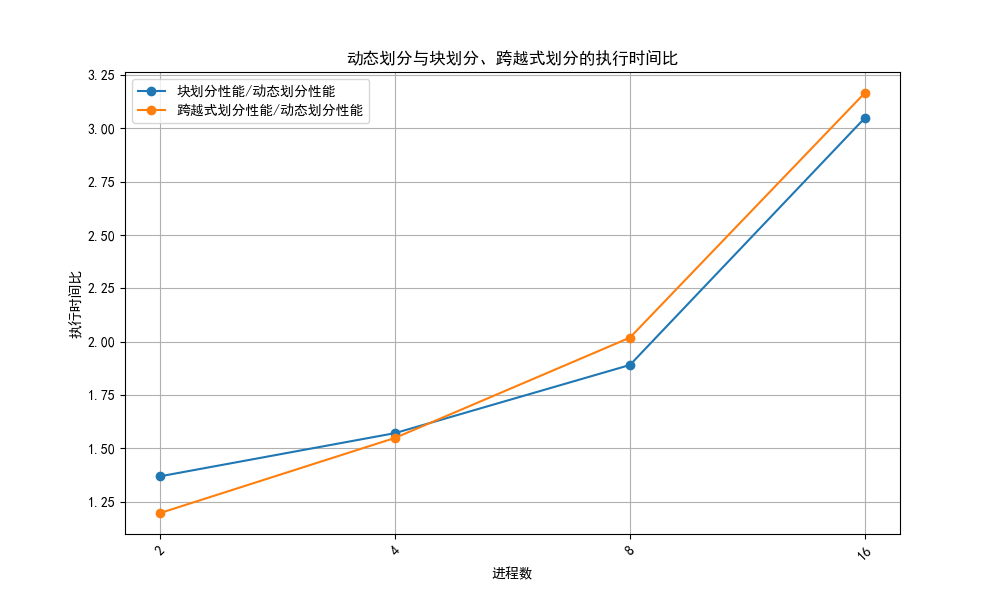 动态划分与块划分、跨越式划分的执行时间比
块划分性能/动态划分性能
跨越式划分性能/动态划分性能
3.25
3.00
2.75
2.50
2.25
2.00
1.75
1.50
1.25
执行时间比
2
4
8
16
进程数